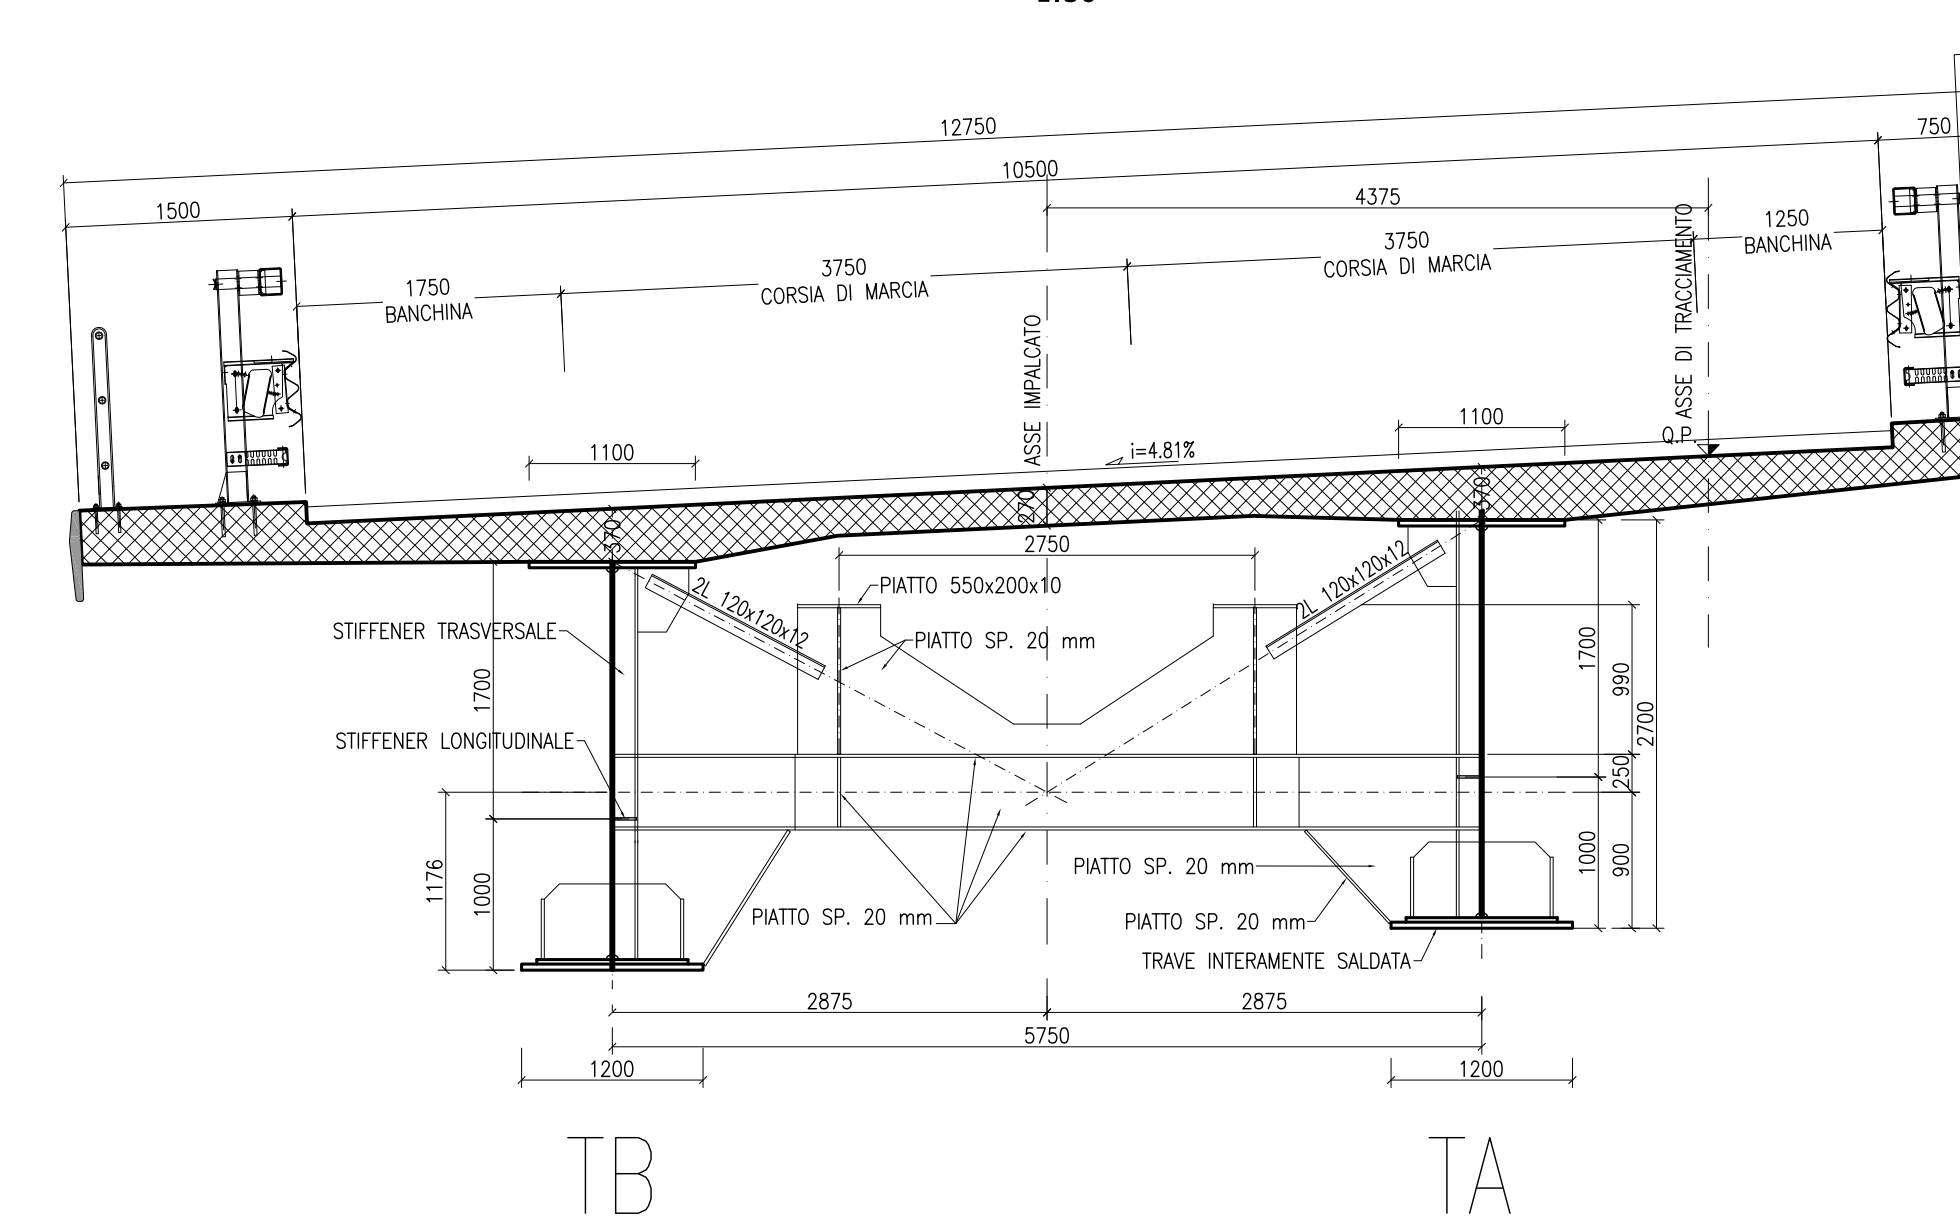 12750
750
10500
1500
4375
1250
BANCHINA
3750
CORSIA DI MARCIA
3750
CORSIA DI MARCIA
1750
BANCHINA
ASSE IMPALCATO
Q.P. ASSE DI TRACCIAMENTO
1100
1100
i=4.81%
370
270
370
2750
PIATTO 550x200x10
2L 120x120x12
2L 120x120x12
STIFFENER TRASVERSALE
PIATTO SP. 20 mm
1700
1700
990
2700
STIFFENER LONGITUDINALE
250
1176
1000
PIATTO SP. 20 mm
1000
900
PIATTO SP. 20 mm
PIATTO SP. 20 mm
TRAVE INTERAMENTE SALDATA
2875
2875
5750
1200
1200
TB
TA